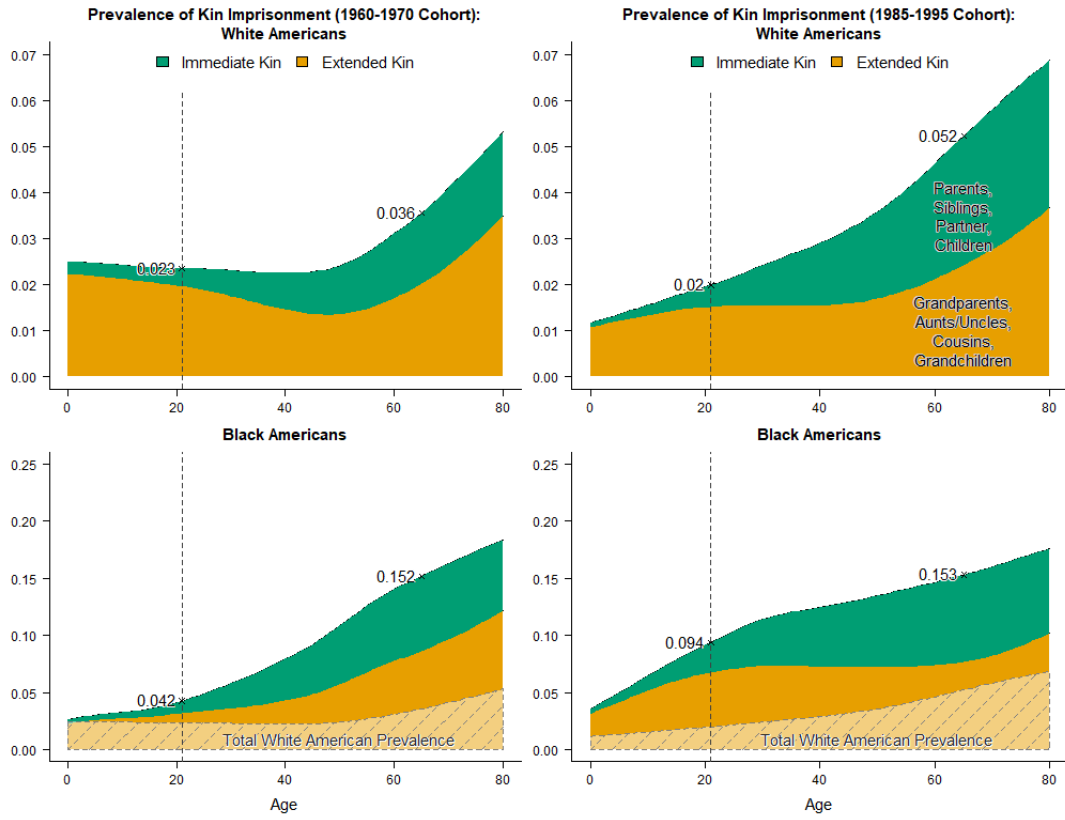 Prevalence of Kin Imprisonment (1960-1970 Cohort):
White Americans
Immediate Kin Extended Kin
0.07
0.06
0.05
0.04
0.03
0.02
0.01
0.00
0.023
0.036
0 20 40 60 80
Prevalence of Kin Imprisonment (1985-1995 Cohort):
White Americans
Immediate Kin Extended Kin
0.07
0.06
0.05
0.04
0.03
0.02
0.01
0.00
0.02
0.052
Parents,
Siblings,
Partner,
Children
Grandparents,
Aunts/Uncles,
Cousins,
Grandchildren
0 20 40 60 80
Black Americans
0.25
0.20
0.15
0.10
0.05
0.00
0.042
0.152
Total White American Prevalence
0 20 40 60 80
Age
Black Americans
0.25
0.20
0.15
0.10
0.05
0.00
0.094
0.153
Total White American Prevalence
0 20 40 60 80
Age